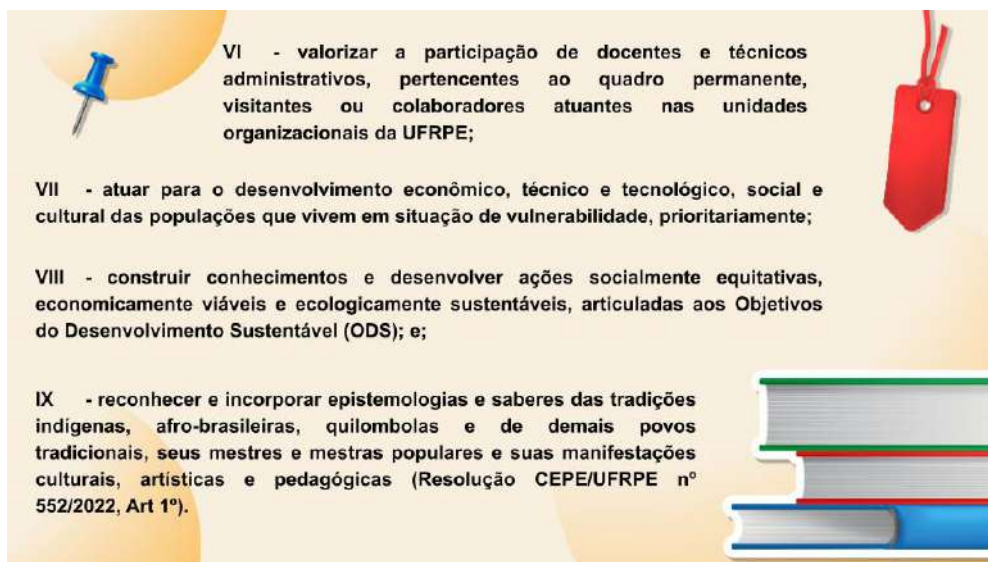 VI - valorizar a participação de docentes e técnicos
administrativos, pertencentes ao quadro permanente,
visitantes ou colaboradores atuantes nas unidades
organizacionais da UFRPE;
VII - atuar para o desenvolvimento econômico, técnico e tecnológico, social e
cultural das populações que vivem em situação de vulnerabilidade, prioritariamente;
VIII - construir conhecimentos e desenvolver ações socialmente equitativas,
economicamente viáveis e ecologicamente sustentáveis, articuladas aos Objetivos
do Desenvolvimento Sustentável (ODS); e;
IX - reconhecer e incorporar epistemologias e saberes das tradições
indígenas, afro-brasileiras, quilombolas e de demais povos
tradicionais, seus mestres e mestras populares e suas manifestações
culturais, artísticas e pedagógicas (Resolução CEPE/UFRPE nº
552/2022, Art 1º).